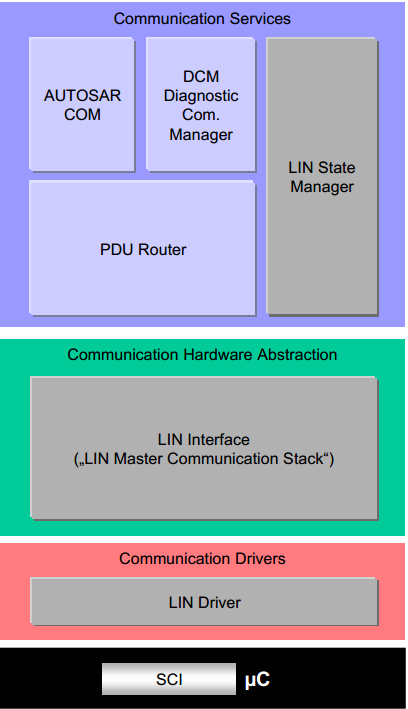 Communication Services
AUTOSAR
COM
DCM
Diagnostic
Com.
Manager
LIN State
Manager
PDU Router
Communication Hardware Abstraction
LIN Interface
(„LIN Master Communication Stack“)
Communication Drivers
LIN Driver
SCI
µC